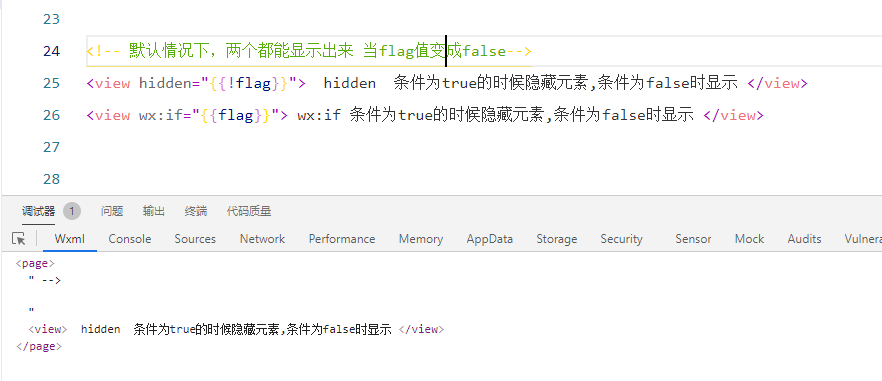 23
24 <!-- 默认情况下，两个都能显示出来 当flag值变成false-->
25 <view hidden="{{!flag}}"> hidden 条件为true的时候隐藏元素,条件为false时显示 </view>
26 <view wx:if="{{flag}}"> wx:if 条件为true的时候隐藏元素,条件为false时显示 </view>
27
28
调试器 1 问题 输出 终端 代码质量
Wxml Console Sources Network Performance Memory AppData Storage Security Sensor Mock Audits Vulnera
<page>
" -->
"
<view> hidden 条件为true的时候隐藏元素,条件为false时显示 </view>
</page>